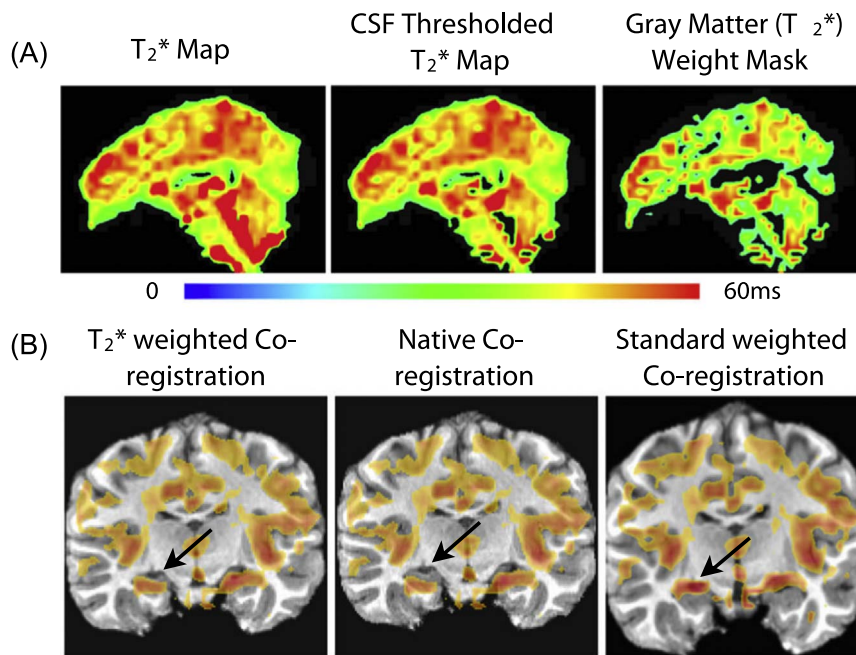 (A)
T₂* Map
CSF Thresholded
T₂* Map
Gray Matter (T ₂*)
Weight Mask
0
60ms
(B)
T₂* weighted Co-
registration
Native Co-
registration
Standard weighted
Co-registration